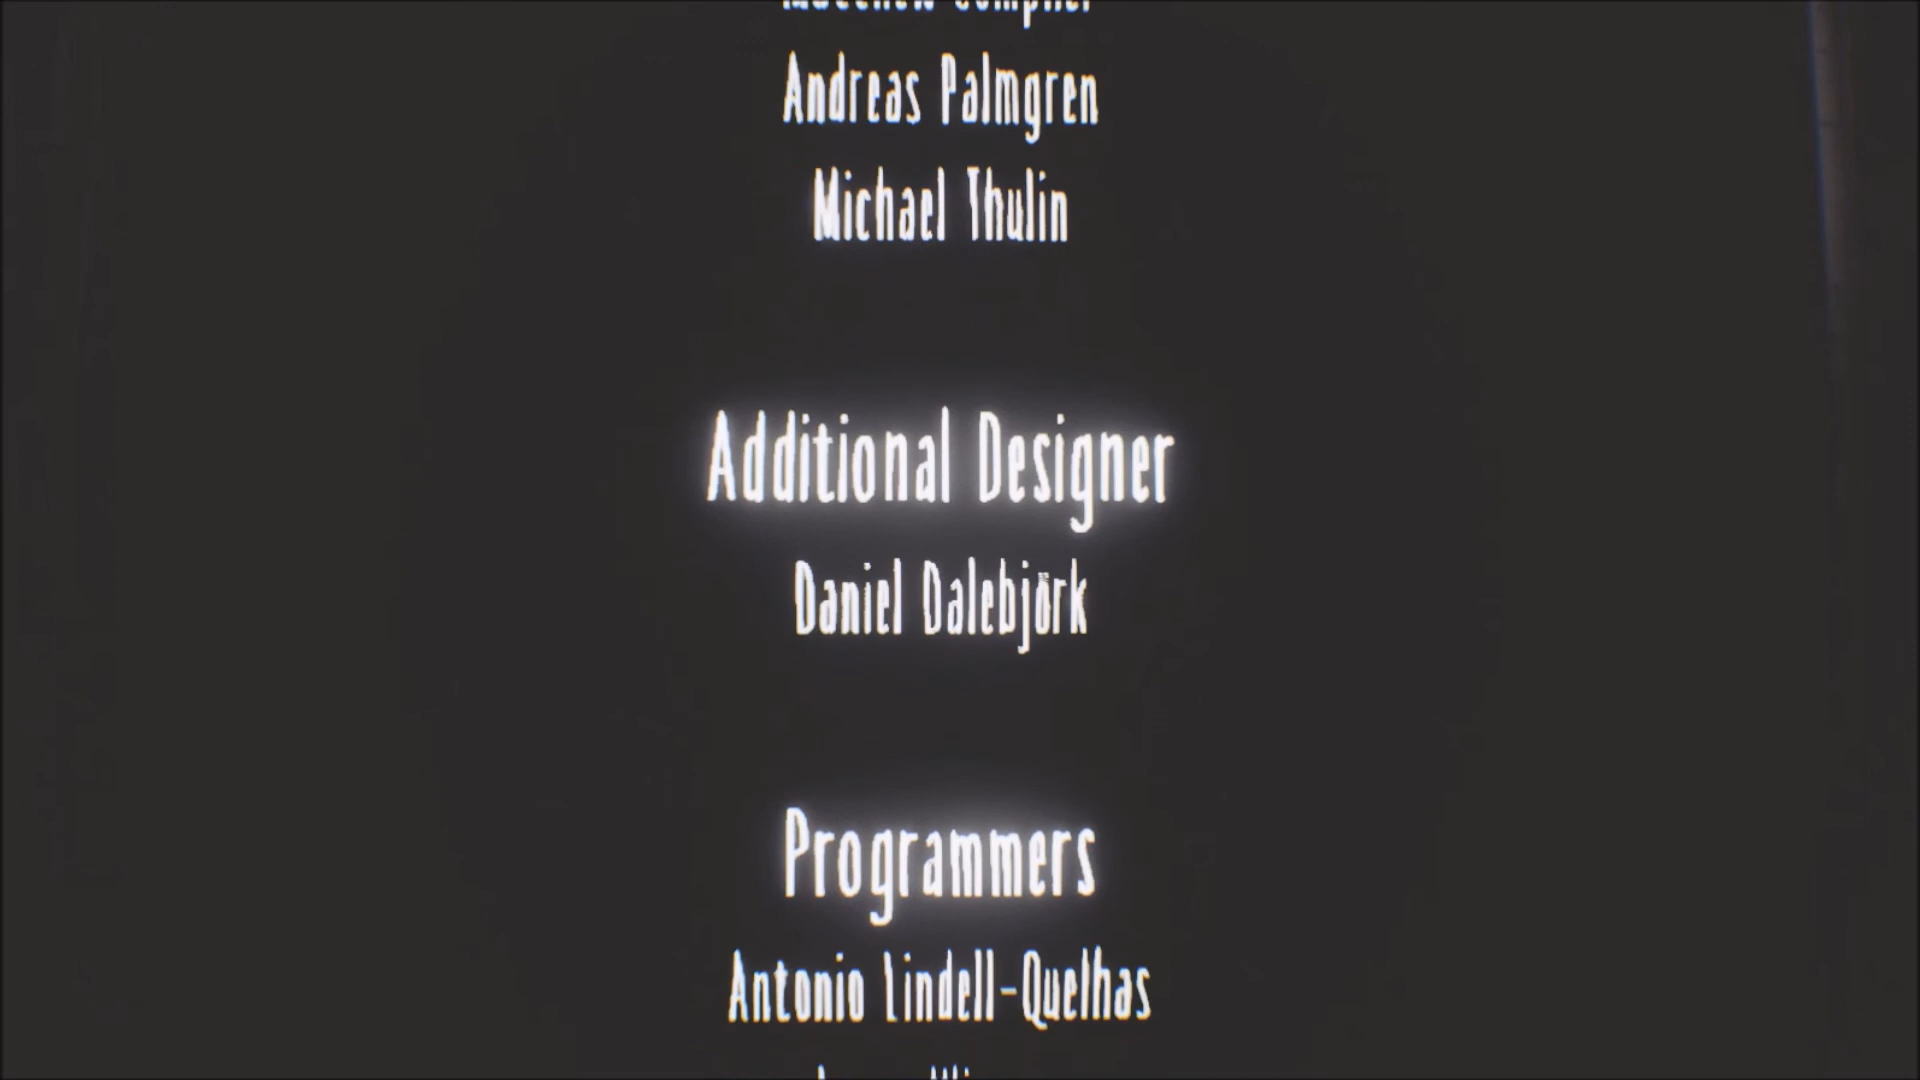 Andreas Palmgren
Michael Thulin
Additional Designer
Daniel Dalebjörk
Programmers
Antonio Lindell-Quelhas